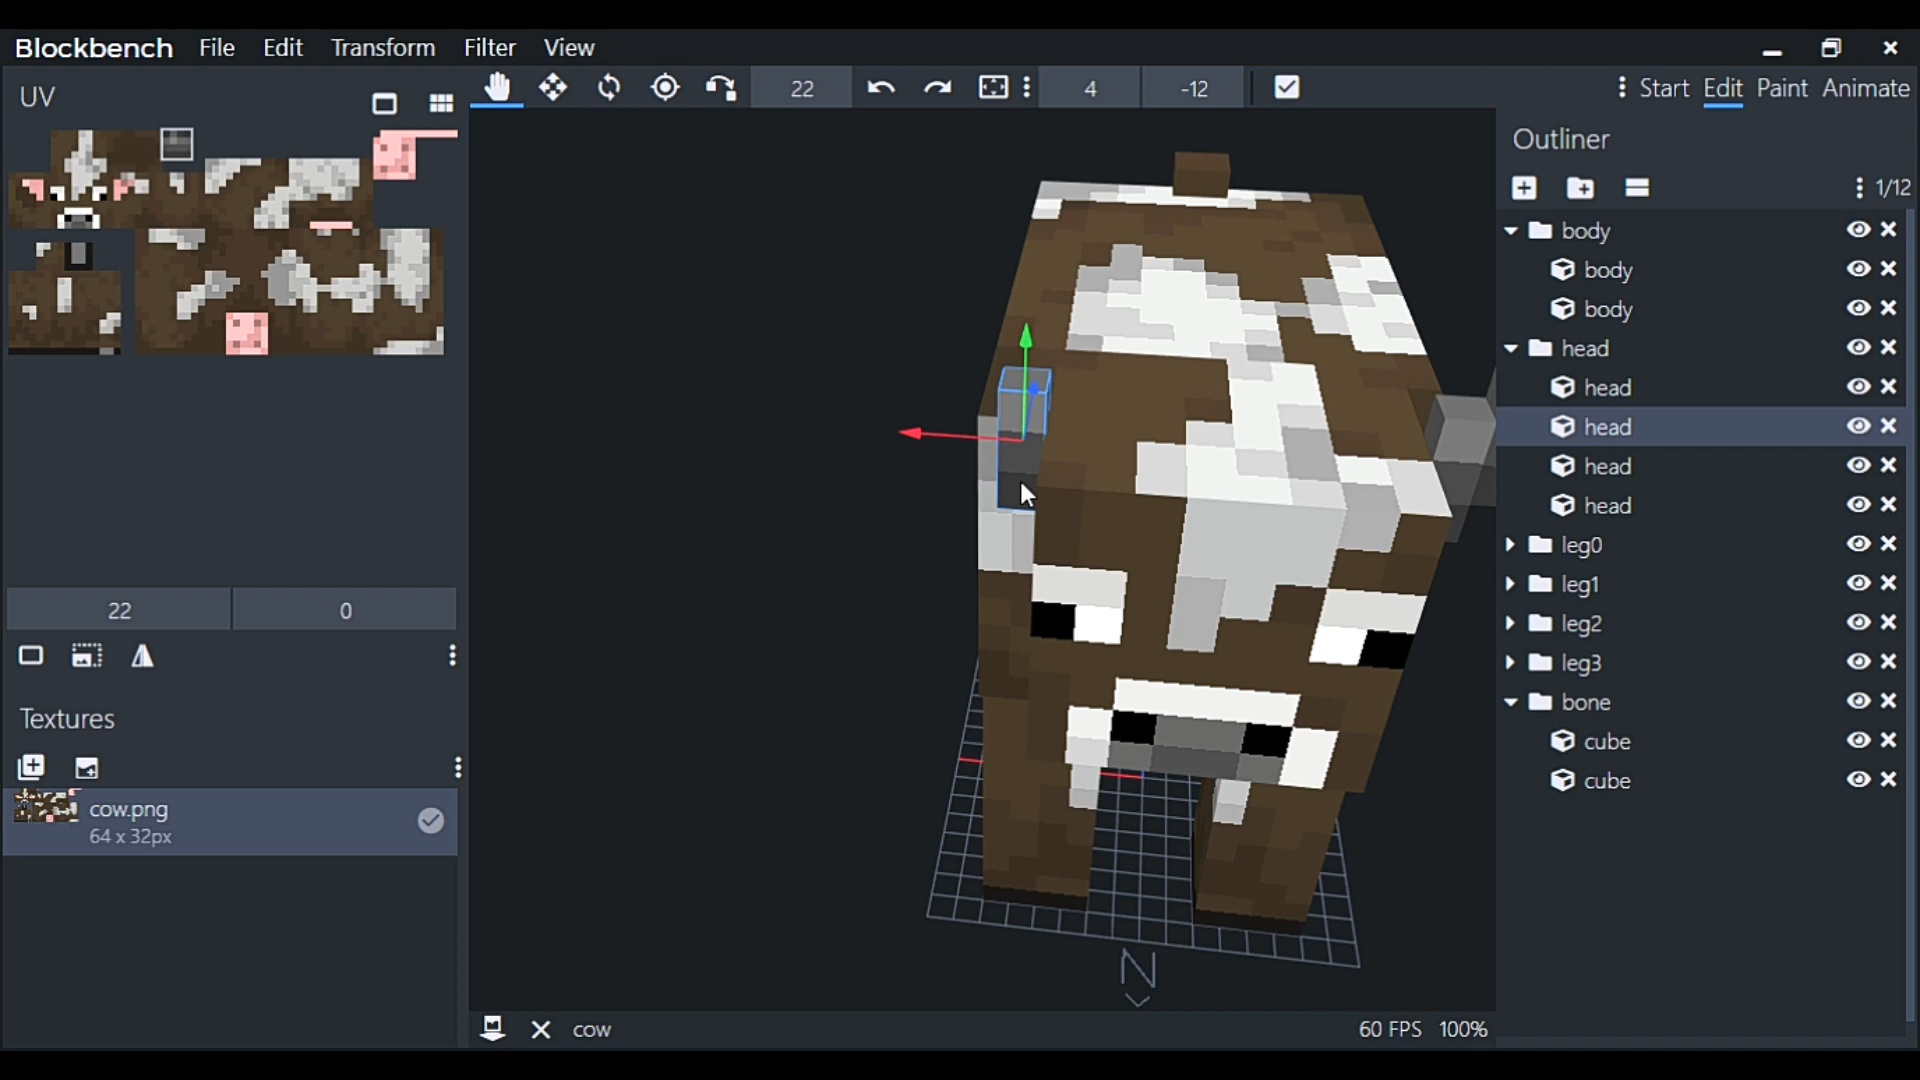 Blockbench File Edit Transform Filter View
UV
22 4 -12
Start Edit Paint Animate
Outliner
1/12
body
body
body
head
head
head
head
head
leg0
leg1
leg2
leg3
bone
cube
cube
22 0
Textures
cow.png
64 x 32px
N
cow 60 FPS 100%